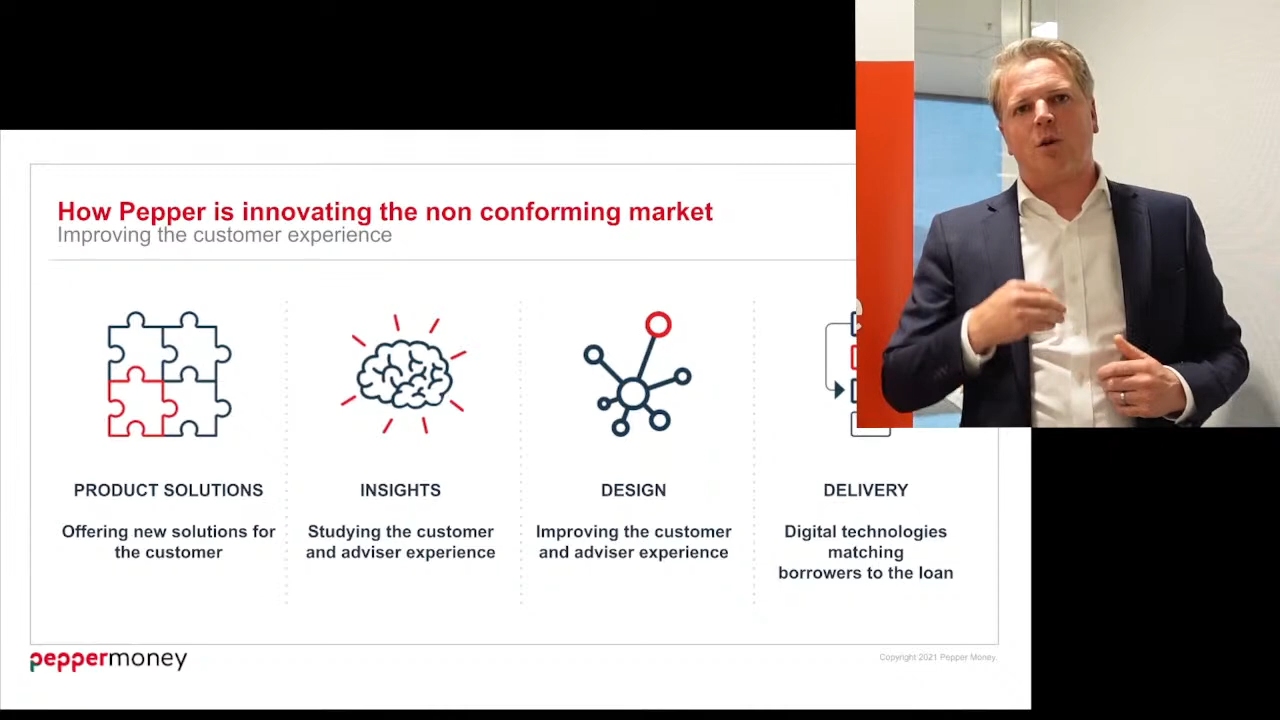 How Pepper is innovating the non conforming market
Improving the customer experience
PRODUCT SOLUTIONS
Offering new solutions for
the customer
INSIGHTS
Studying the customer
and adviser experience
DESIGN
Improving the customer
and adviser experience
DELIVERY
Digital technologies
matching
borrowers to the loan
peppermoney
Copyright 2021 Pepper Money.